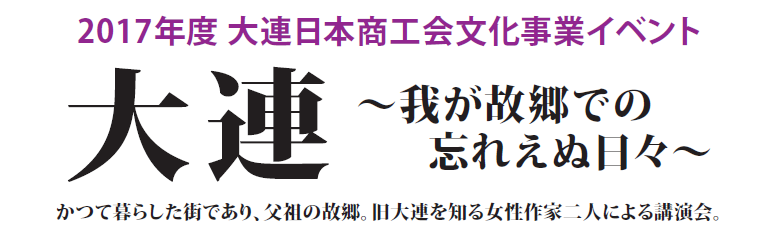 2017年度 大連日本商工会文化事業イベント
大連
～我が故郷での
忘れえぬ日々～
かつて暮らした街であり、父祖の故郷。旧大連を知る女性作家二人による講演会。